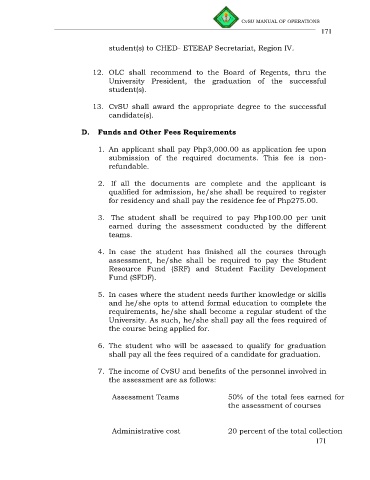 CvSU MANUAL OF OPERATIONS
171
student(s) to CHED- ETEEAP Secretariat, Region IV.
12. OLC shall recommend to the Board of Regents, thru the
University President, the graduation of the successful
student(s).
13. CvSU shall award the appropriate degree to the successful
candidate(s).
D. Funds and Other Fees Requirements
1. An applicant shall pay Php3,000.00 as application fee upon
submission of the required documents. This fee is non-
refundable.
2. If all the documents are complete and the applicant is
qualified for admission, he/she shall be required to register
for residency and shall pay the residence fee of Php275.00.
3. The student shall be required to pay Php100.00 per unit
earned during the assessment conducted by the different
teams.
4. In case the student has finished all the courses through
assessment, he/she shall be required to pay the Student
Resource Fund (SRF) and Student Facility Development
Fund (SFDF).
5. In cases where the student needs further knowledge or skills
and he/she opts to attend formal education to complete the
requirements, he/she shall become a regular student of the
University. As such, he/she shall pay all the fees required of
the course being applied for.
6. The student who will be assessed to qualify for graduation
shall pay all the fees required of a candidate for graduation.
7. The income of CvSU and benefits of the personnel involved in
the assessment are as follows:
Assessment Teams 50% of the total fees earned for
the assessment of courses
Administrative cost 20 percent of the total collection
171